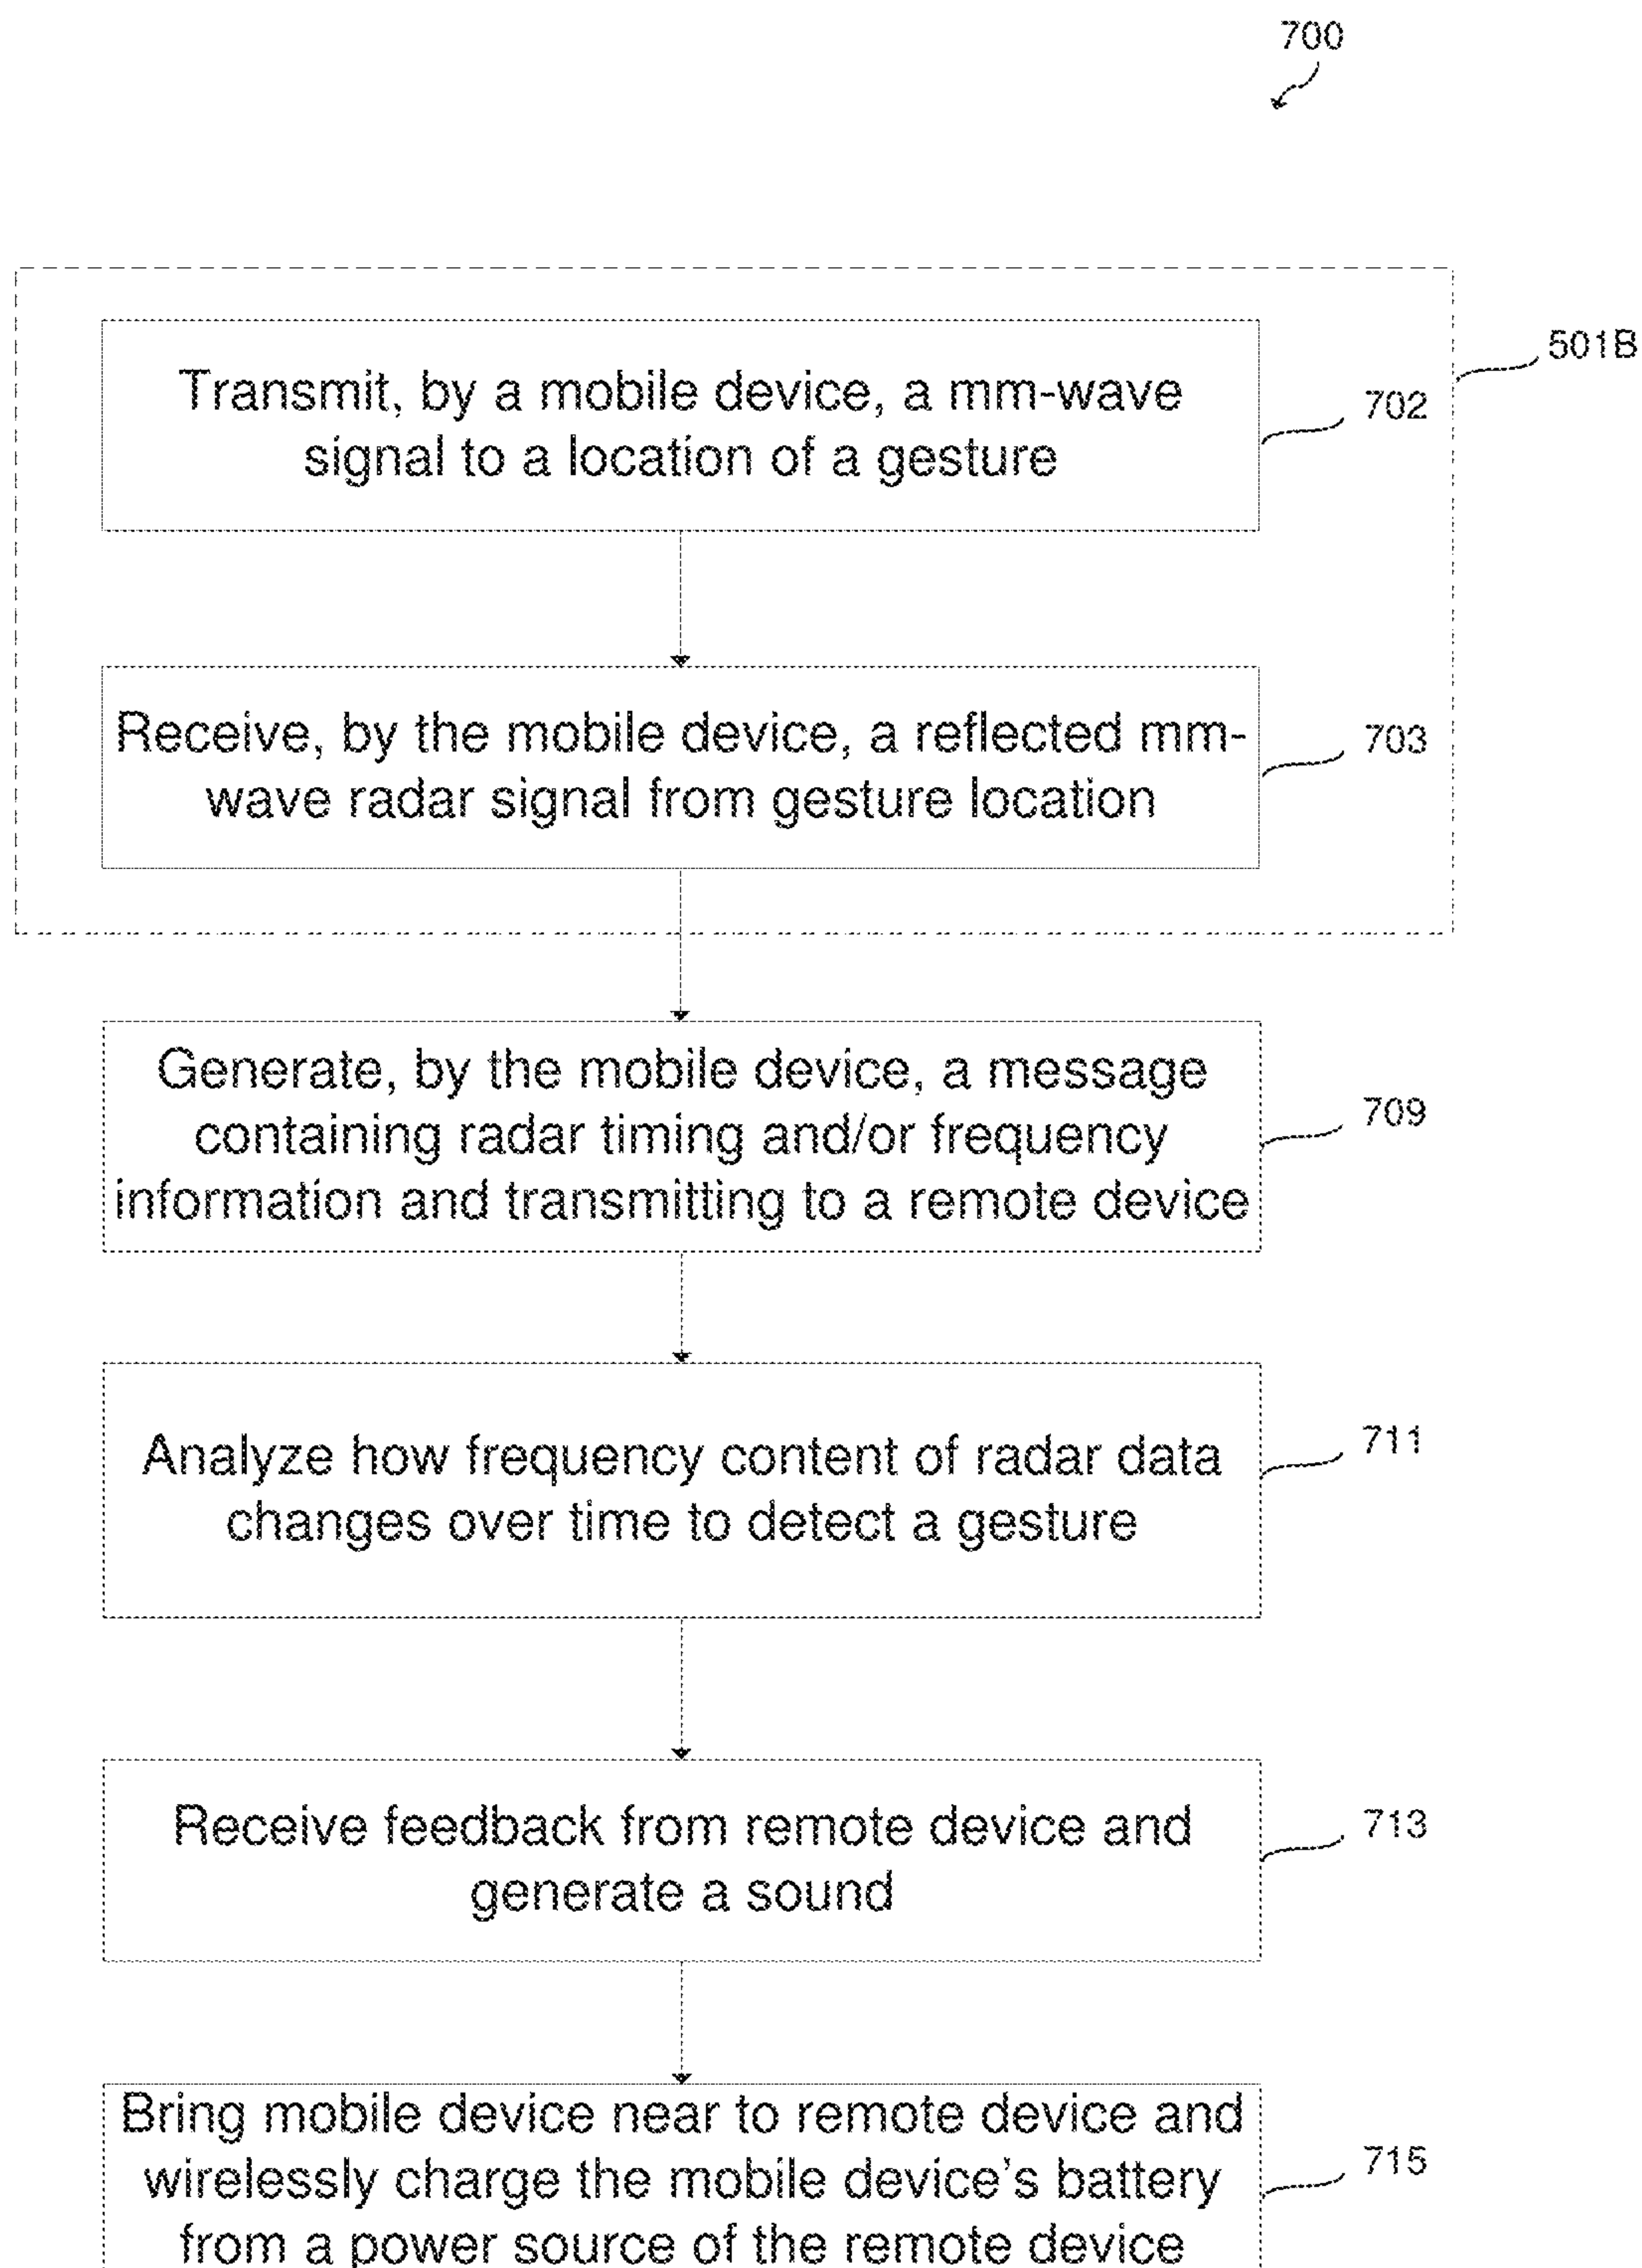 700
501B
Transmit, by a mobile device, a mm-wave
signal to a location of a gesture
702
Receive, by the mobile device, a reflected mm-
wave radar signal from gesture location
703
Generate, by the mobile device, a message
containing radar timing and/or frequency
information and transmitting to a remote device
709
Analyze how frequency content of radar data
changes over time to detect a gesture
711
Receive feedback from remote device and
generate a sound
713
Bring mobile device near to remote device and
wirelessly charge the mobile device's battery
from a power source of the remote device
715